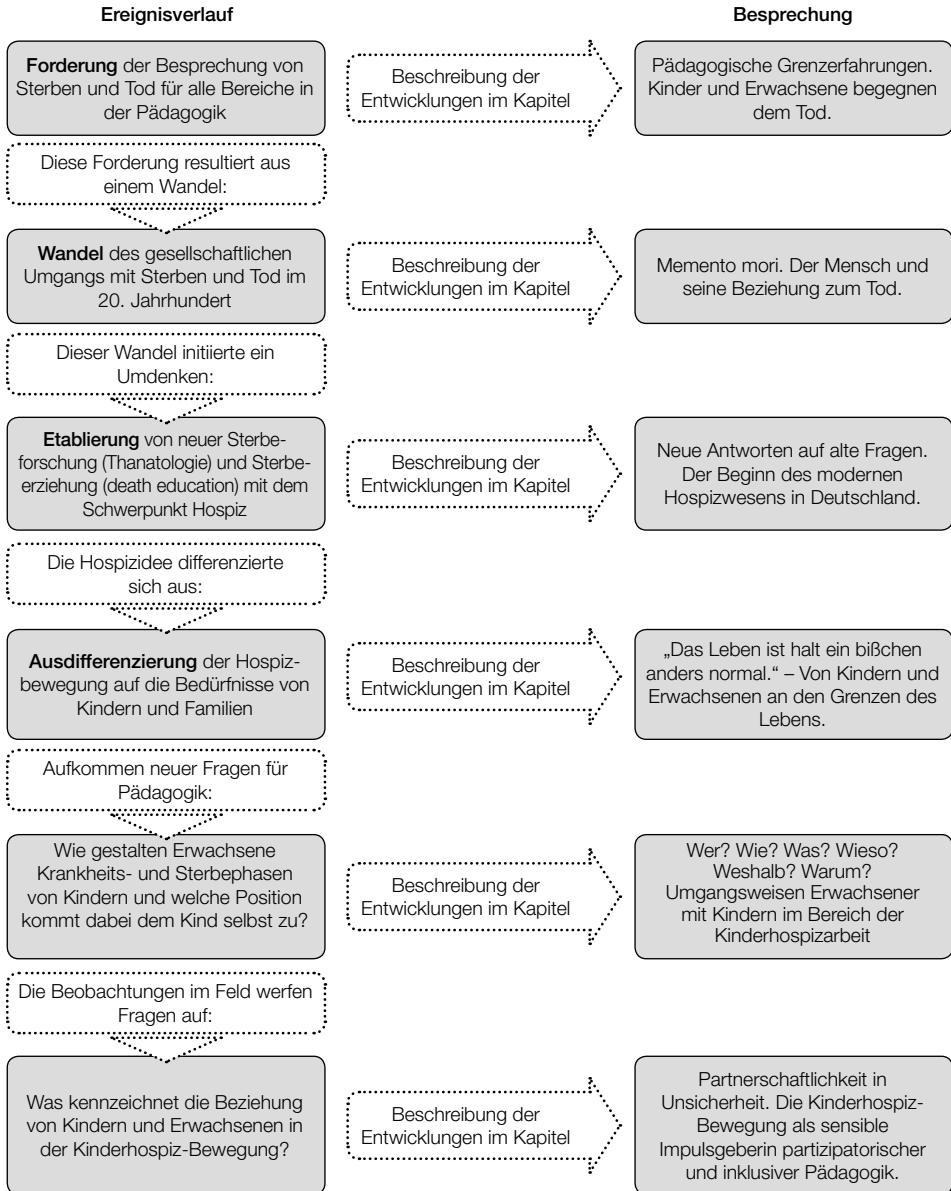 Ereignisverlauf
Besprechung
Forderung der Besprechung von
Sterben und Tod für alle Bereiche in
der Pädagogik
Beschreibung der
Entwicklungen im Kapitel
Pädagogische Grenzerfahrungen.
Kinder und Erwachsene begegnen
dem Tod.
Diese Forderung resultiert aus
einem Wandel:
Wandel des gesellschaftlichen
Umgangs mit Sterben und Tod im
20. Jahrhundert
Beschreibung der
Entwicklungen im Kapitel
Memento mori. Der Mensch und
seine Beziehung zum Tod.
Dieser Wandel initiierte ein
Umdenken:
Etablierung von neuer Sterbe-
forschung (Thanatologie) und Sterbe-
erziehung (death education) mit dem
Schwerpunkt Hospiz
Beschreibung der
Entwicklungen im Kapitel
Neue Antworten auf alte Fragen.
Der Beginn des modernen
Hospizwesens in Deutschland.
Die Hospizidee differenzierte
sich aus:
Ausdifferenzierung der Hospiz-
bewegung auf die Bedürfnisse von
Kindern und Familien
Beschreibung der
Entwicklungen im Kapitel
„Das Leben ist halt ein bißchen
anders normal.“ – Von Kindern und
Erwachsenen an den Grenzen des
Lebens.
Aufkommen neuer Fragen für
Pädagogik:
Wie gestalten Erwachsene
Krankheits- und Sterbephasen
von Kindern und welche Position
kommt dabei dem Kind selbst zu?
Beschreibung der
Entwicklungen im Kapitel
Wer? Wie? Was? Wieso?
Weshalb? Warum?
Umgangsweisen Erwachsener
mit Kindern im Bereich der
Kinderhospizarbeit
Die Beobachtungen im Feld werfen
Fragen auf:
Was kennzeichnet die Beziehung
von Kindern und Erwachsenen in
der Kinderhospiz-Bewegung?
Beschreibung der
Entwicklungen im Kapitel
Partnerschaftlichkeit in
Unsicherheit. Die Kinderhospiz-
Bewegung als sensible
Impulsgeberin partizipatorischer
und inklusiver Pädagogik.